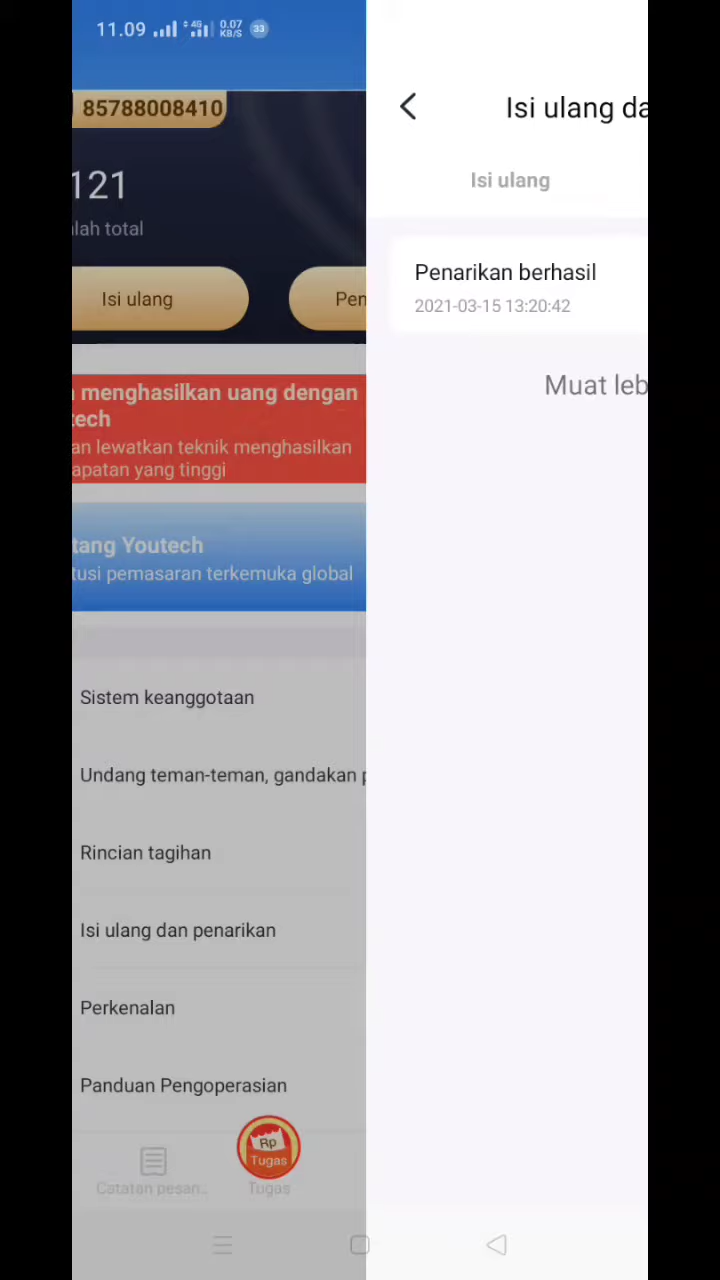 11.09 4G 0.07 KB/S 33
85788008410
121
lah total
Isi ulang
Pen
menghasilkan uang dengan
tech
an lewatkan teknik menghasilkan
apatan yang tinggi
tang Youtech
tusi pemasaran terkemuka global
Sistem keanggotaan
Undang teman-teman, gandakan p
Rincian tagihan
Isi ulang dan penarikan
Perkenalan
Panduan Pengoperasian
Rp
Tugas
Catatan pesan..
Tugas
Isi ulang da
Isi ulang
Penarikan berhasil
2021-03-15 13:20:42
Muat leb